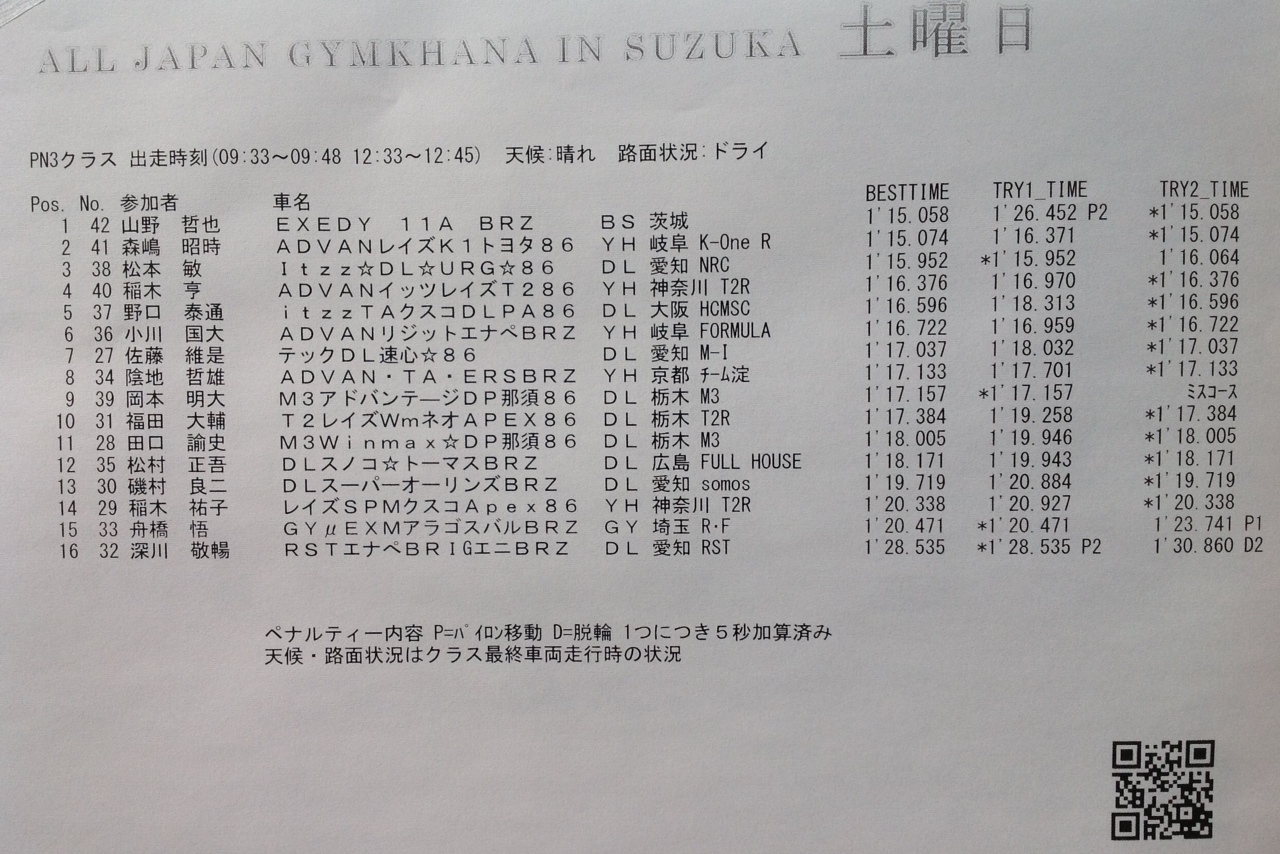 ALL JAPAN GYMKHANA IN SUZUKA 土曜日
PN3クラス 出走時刻(09:33～09:48 12:33～12:45) 天候:晴れ 路面状況:ドライ
Pos. No. 参加者 車名 BESTTIME TRY1_TIME TRY2_TIME
1 42 山野 哲也 ＥＸＥＤＹ １１Ａ ＢＲＺ ＢＳ 茨城 1'15.058 1'26.452 P2 *1'15.058
2 41 森嶋 昭時 ＡＤＶＡＮレイズＫ１トヨタ８６ ＹＨ 岐阜 K-One R 1'15.074 1'16.371 *1'15.074
3 38 松本 敏 Ｉｔｚｚ☆ＤＬ☆ＵＲＧ☆８６ ＤＬ 愛知 NRC 1'15.952 *1'15.952 1'16.064
4 40 稲木 亨 ＡＤＶＡＮイッツレイズＴ２８６ ＹＨ 神奈川 T2R 1'16.376 1'16.970 *1'16.376
5 37 野口 泰通 ｉｔｚｚＴＡクスコＤＬＰＡ８６ ＤＬ 大阪 HCMSC 1'16.596 1'18.313 *1'16.596
6 36 小川 国大 ＡＤＶＡＮリジットエナペＢＲＺ ＹＨ 岐阜 FORMULA 1'16.722 1'16.959 *1'16.722
7 27 佐藤 維是 テックＤＬ速心☆８６ ＤＬ 愛知 M-I 1'17.037 1'18.032 *1'17.037
8 34 陰地 哲雄 ＡＤＶＡＮ・ＴＡ・ＥＲＳＢＲＺ ＹＨ 京都 ﾁｰﾑ淀 1'17.133 1'17.701 *1'17.133
9 39 岡本 明大 Ｍ３アドバンテージＤＰ那須８６ ＤＬ 栃木 M3 1'17.157 *1'17.157 ﾐｽｺｰｽ
10 31 福田 大輔 Ｔ２レイズＷｍネオＡＰＥＸ８６ ＤＬ 栃木 T2R 1'17.384 1'19.258 *1'17.384
11 28 田口 諭史 Ｍ３Ｗｉｎｍａｘ☆ＤＰ那須８６ ＤＬ 栃木 M3 1'18.005 1'19.946 *1'18.005
12 35 松村 正吾 ＤＬスノコ☆トーマスＢＲＺ ＤＬ 広島 FULL HOUSE 1'18.171 1'19.943 *1'18.171
13 30 磯村 良二 ＤＬスーパーオーリンズＢＲＺ ＤＬ 愛知 somos 1'19.719 1'20.884 *1'19.719
14 29 稲木 祐子 レイズＳＰＭクスコＡｐｅｘ８６ ＹＨ 神奈川 T2R 1'20.338 1'20.927 *1'20.338
15 33 舟橋 悟 ＧＹμＥＸＭアラゴスバルＢＲＺ ＧＹ 埼玉 R･F 1'20.471 *1'20.471 1'23.741 P1
16 32 深川 敬暢 ＲＳＴエナペＢＲＩＧエニＢＲＺ ＤＬ 愛知 RST 1'28.535 *1'28.535 P2 1'30.860 D2
ペナルティー内容 P=ﾊﾟｲﾛﾝ移動 D=脱輪 1つにつき５秒加算済み
天候・路面状況はクラス最終車両走行時の状況